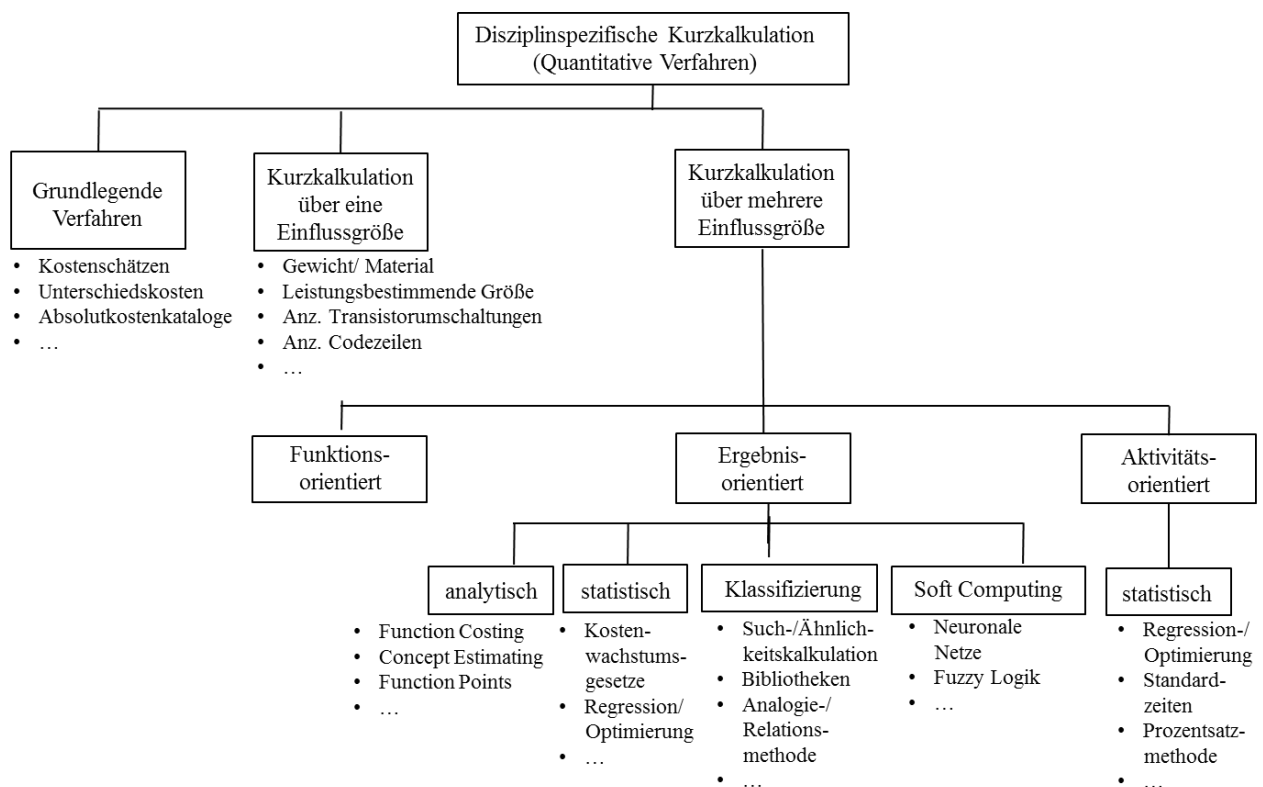 Disziplinspezifische Kurzkalkulation
(Quantitative Verfahren)
Grundlegende
Verfahren
• Kostenschätzen
• Unterschiedskosten
• Absolutkostenkataloge
• …
Kurzkalkulation
über eine
Einflussgröße
• Gewicht/ Material
• Leistungsbestimmende Größe
• Anz. Transistorumschaltungen
• Anz. Codezeilen
• …
Kurzkalkulation
über mehrere
Einflussgröße
Funktions-
orientiert
Ergebnis-
orientiert
Aktivitäts-
orientiert
analytisch
• Function Costing
• Concept Estimating
• Function Points
• …
statistisch
• Kosten-
wachstums-
gesetze
• Regression/
Optimierung
• …
Klassifizierung
• Such-/Ähnlich-
keitskalkulation
• Bibliotheken
• Analogie-/
Relations-
methode
• …
Soft Computing
• Neuronale
Netze
• Fuzzy Logik
• …
statistisch
• Regression-/
Optimierung
• Standard-
zeiten
• Prozentsatz-
methode
• …